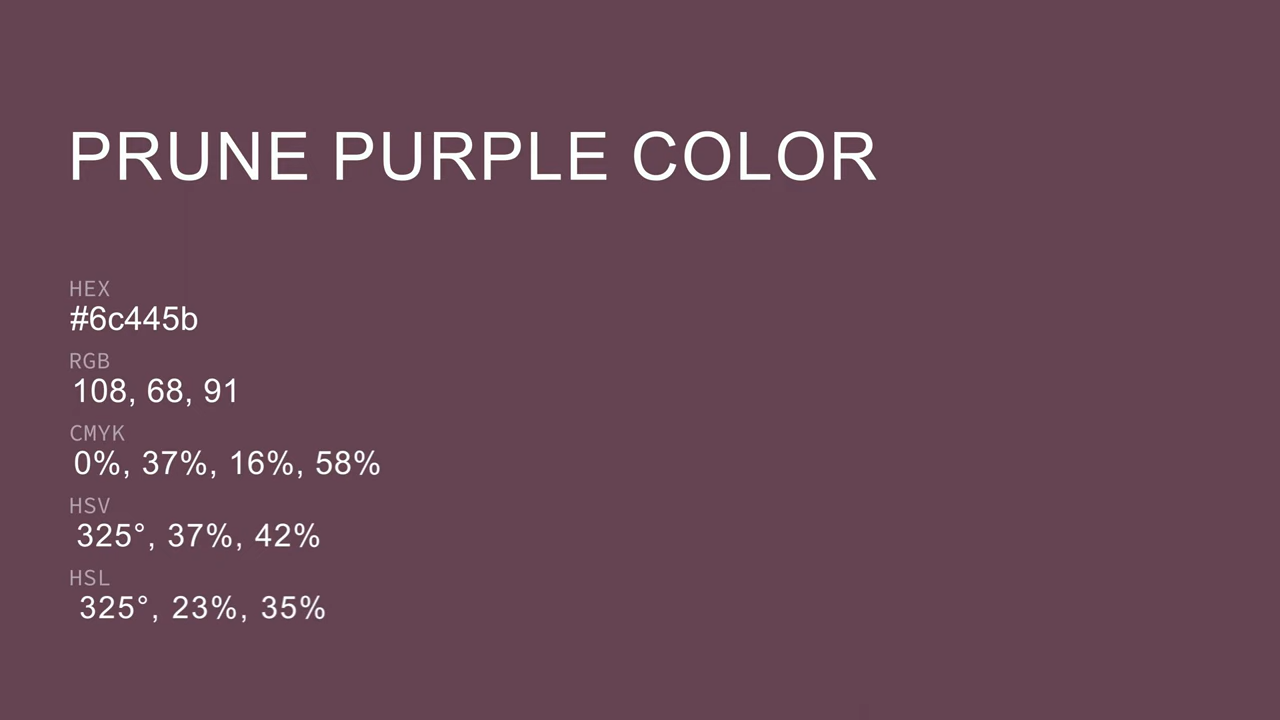 PRUNE PURPLE COLOR
HEX
#6c445b
RGB
108, 68, 91
CMYK
0%, 37%, 16%, 58%
HSV
325°, 37%, 42%
HSL
325°, 23%, 35%